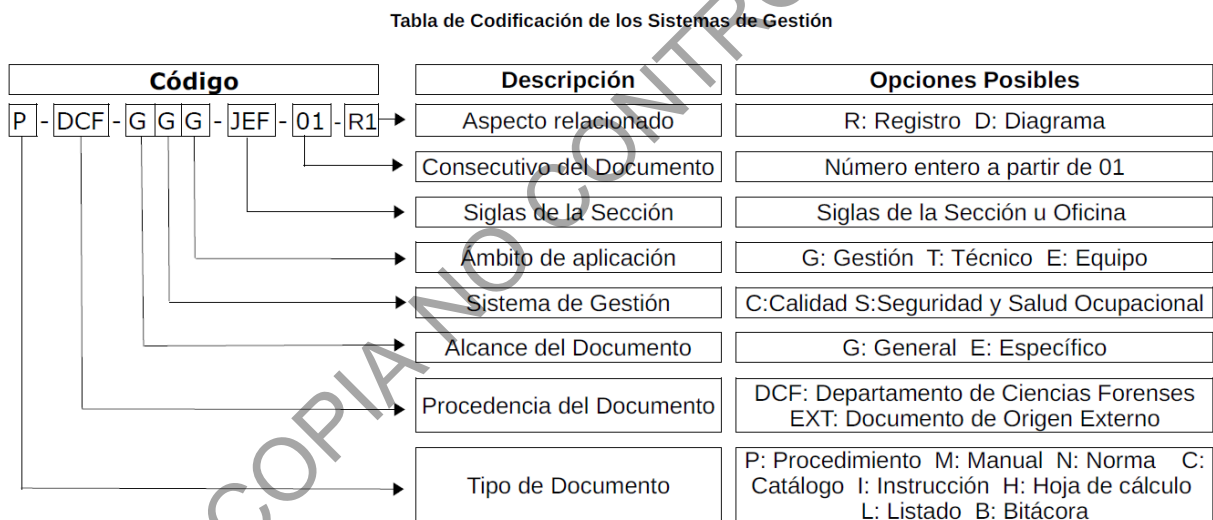 Tabla de Codificación de los Sistemas de Gestión
Código Descripción Opciones Posibles
P - DCF - G G G - JEF - 01 - R1 Aspecto relacionado R: Registro D: Diagrama
Consecutivo del Documento Número entero a partir de 01
Siglas de la Sección Siglas de la Sección u Oficina
Ámbito de aplicación G: Gestión T: Técnico E: Equipo
Sistema de Gestión C:Calidad S:Seguridad y Salud Ocupacional
Alcance del Documento G: General E: Específico
Procedencia del Documento DCF: Departamento de Ciencias Forenses
EXT: Documento de Origen Externo
Tipo de Documento P: Procedimiento M: Manual N: Norma C:
Catálogo I: Instrucción H: Hoja de cálculo
L: Listado B: Bitácora
COPIA NO CONTRO